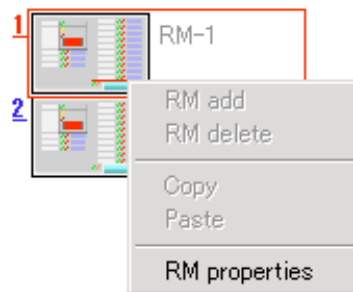 1
RM-1
2
RM add
RM delete
Copy
Paste
RM properties